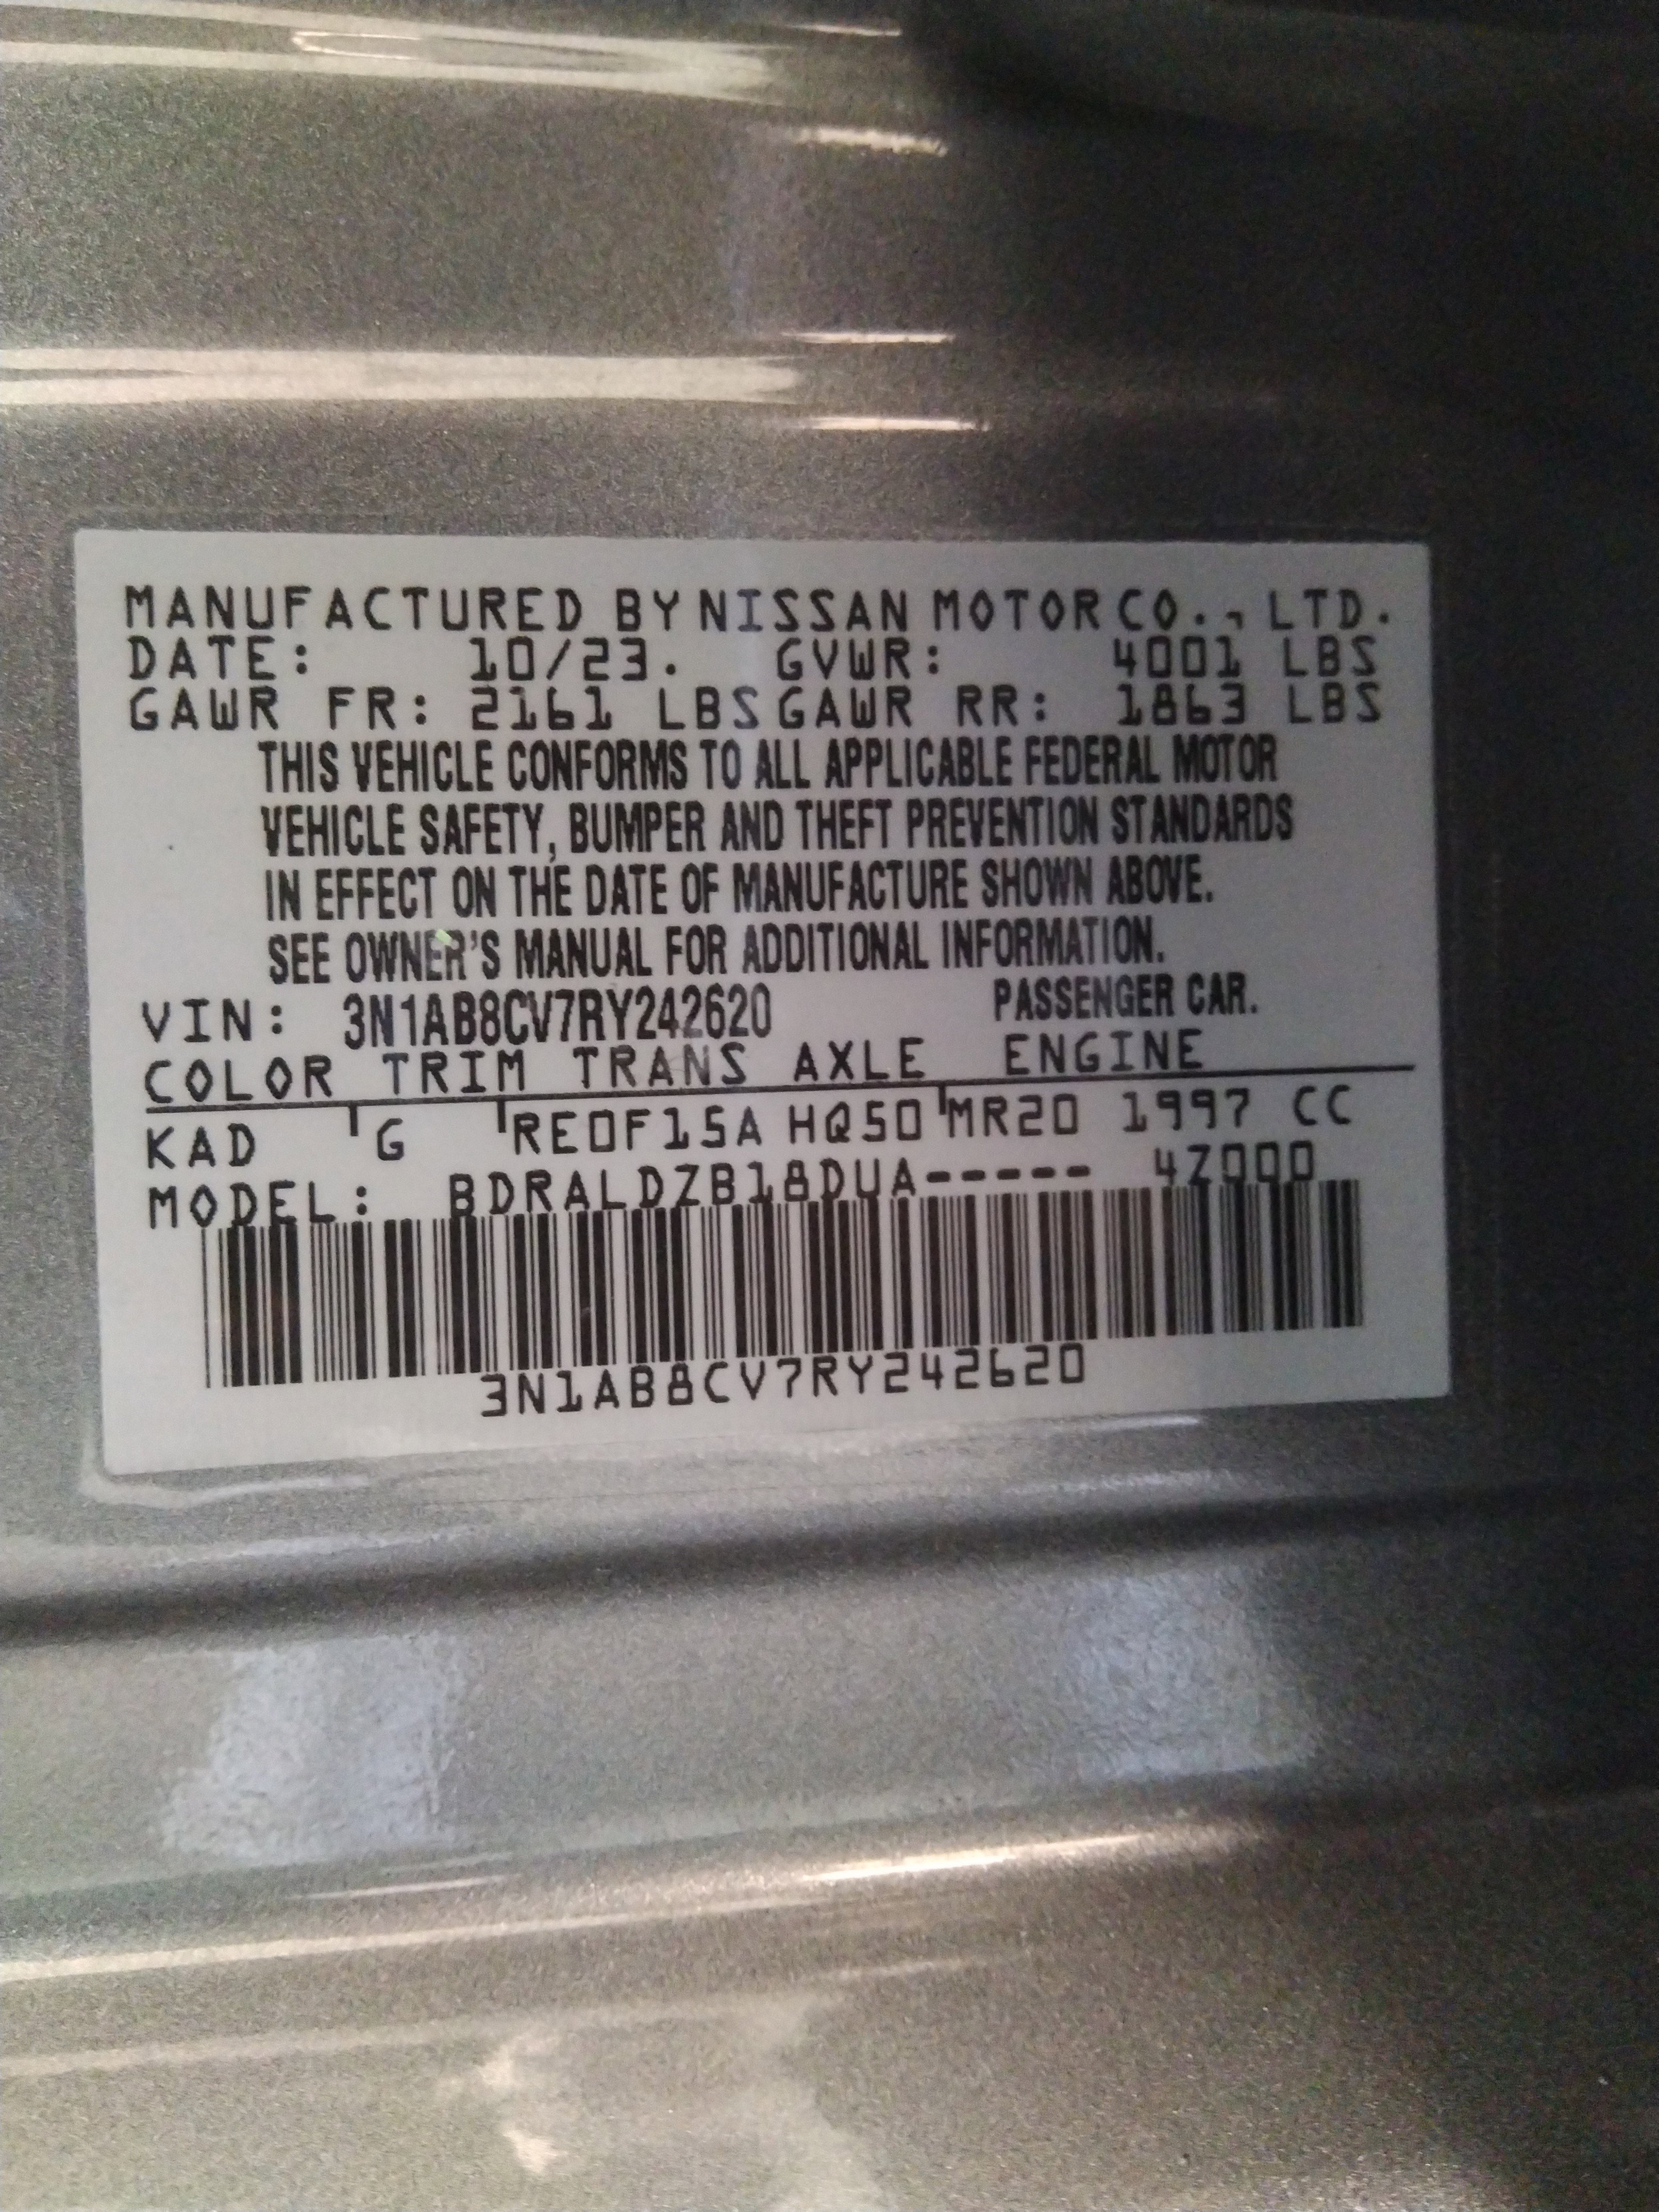 MANUFACTURED BY NISSAN MOTOR CO., LTD.
DATE: 10/23. GVWR: 4001 LBS
GAWR FR: 2161 LBS GAWR RR: 1863 LBS
THIS VEHICLE CONFORMS TO ALL APPLICABLE FEDERAL MOTOR
VEHICLE SAFETY, BUMPER AND THEFT PREVENTION STANDARDS
IN EFFECT ON THE DATE OF MANUFACTURE SHOWN ABOVE.
SEE OWNER'S MANUAL FOR ADDITIONAL INFORMATION.
VIN: 3N1AB8CV7RY242620 PASSENGER CAR.
COLOR TRIM TRANS AXLE ENGINE
KAD G RE0F15A HQ50 MR20 1997 CC
MODEL: BDRALDZB18DUA----- 4Z000
3N1AB8CV7RY242620